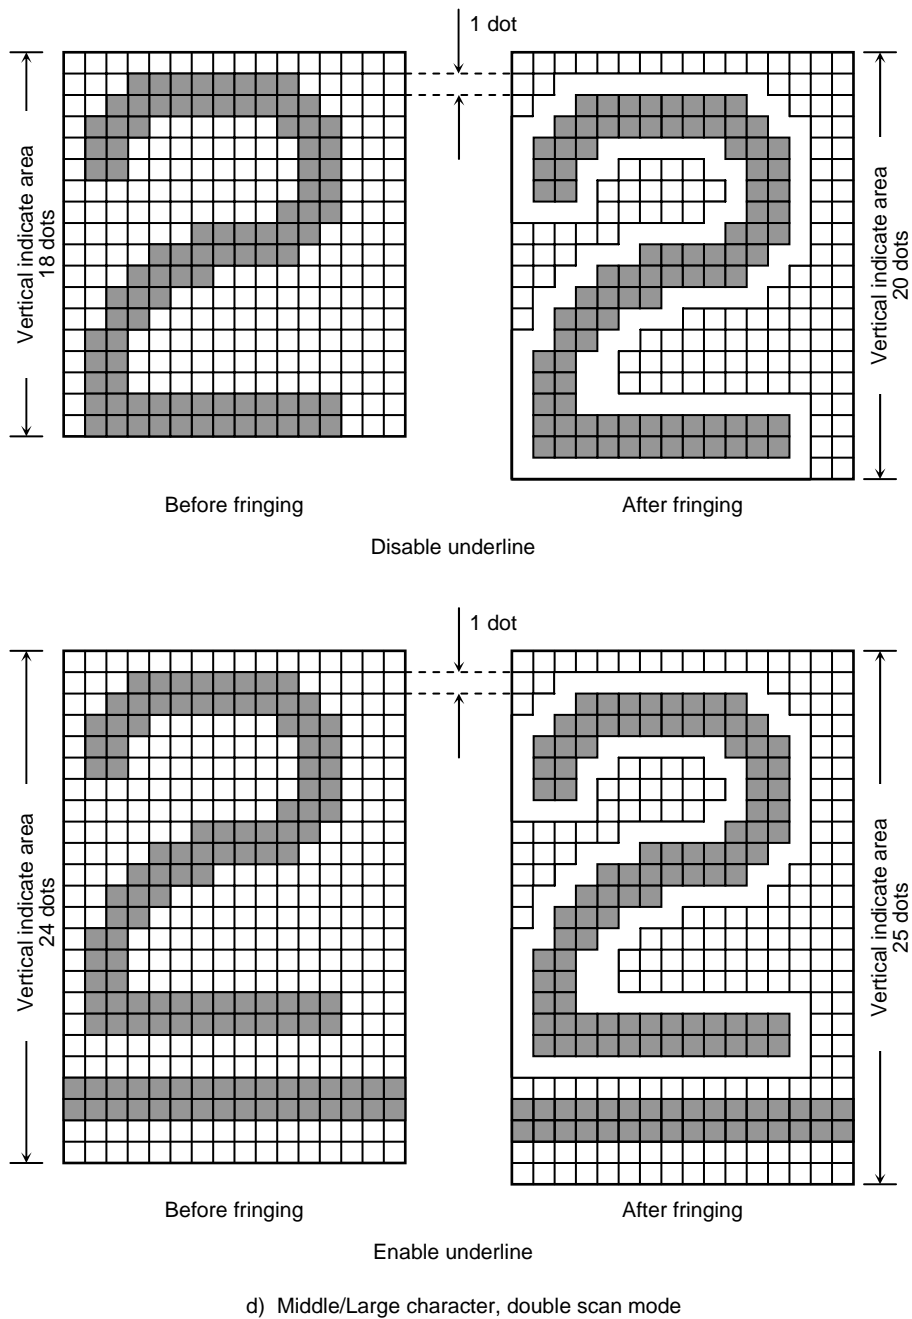 1 dot
Vertical indicate area
18 dots
Vertical indicate area
20 dots
Before fringing
After fringing
Disable underline
1 dot
Vertical indicate area
24 dots
Vertical indicate area
25 dots
Before fringing
After fringing
Enable underline
d) Middle/Large character, double scan mode